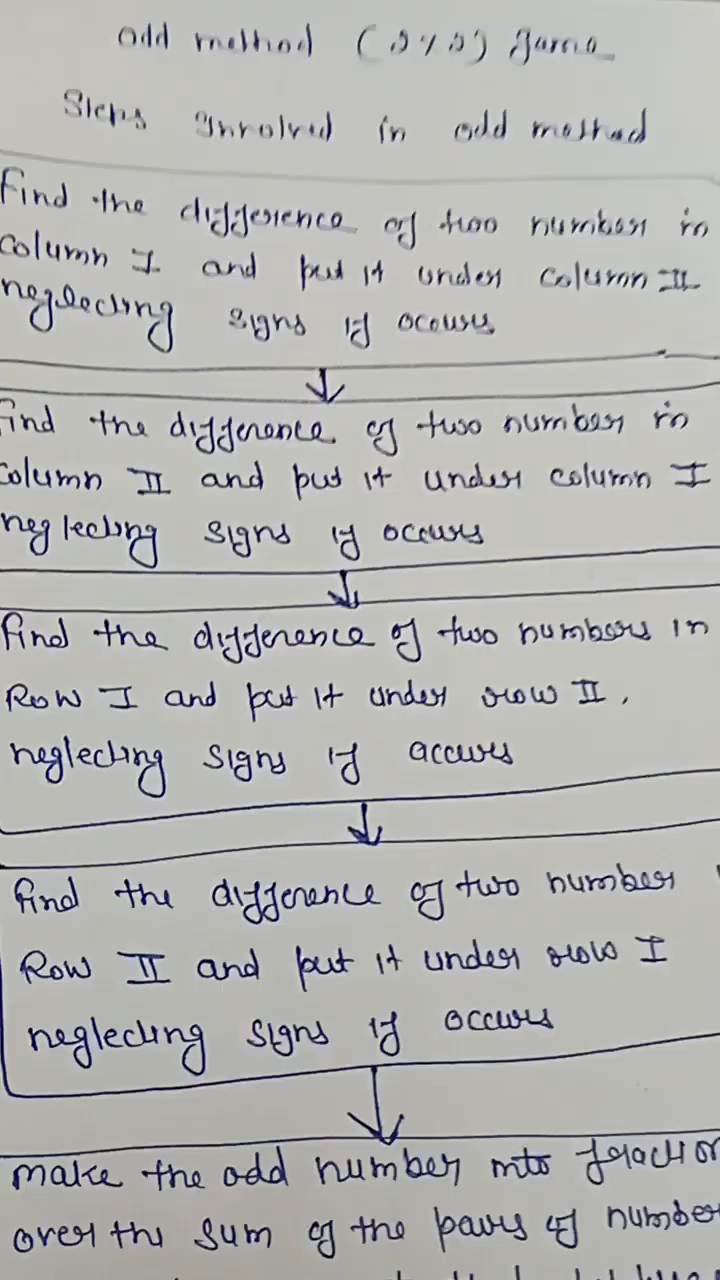 odd method (2x2) game
Steps Involved in odd method
Find the difference of two number in
column I and put it under column II
neglecting signs if occurs
↓
Find the difference of two number in
column II and put it under column I
neglecting signs if occurs
↓
find the difference of two numbers in
Row I and put it under row II,
neglecting signs if accurs
↓
find the difference of two number
Row II and put it under row I
neglecting signs if occurs
↓
make the odd number into fraction
over the sum of the pairs of number